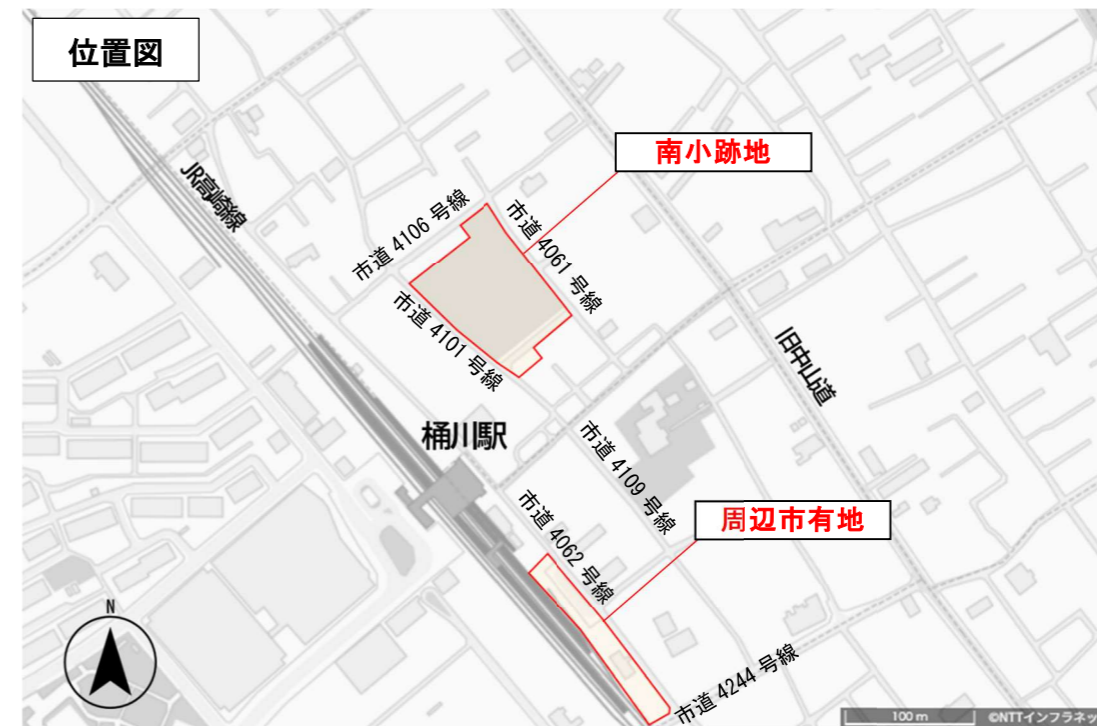 位置図
南小跡地
JR高崎線
市道 4106 号線
市道 4061 号線
市道 4101 号線
旧中山道
桶川駅
市道 4109 号線
周辺市有地
市道 4062 号線
N
市道 4244 号線
100 m
©NTTインフラネッ